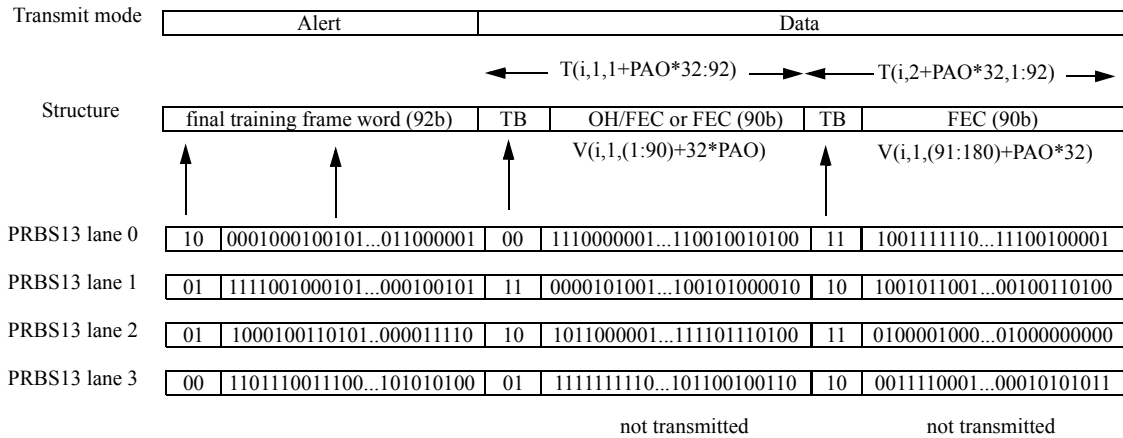 Transmit mode
Alert Data
T(i,1,1+PAO*32:92) T(i,2+PAO*32,1:92)
Structure
final training frame word (92b) TB OH/FEC or FEC (90b) TB FEC (90b)
V(i,1,(1:90)+32*PAO) V(i,1,(91:180)+PAO*32)
PRBS13 lane 0 10 0001000100101...011000001 00 1110000001...110010010100 11 1001111110...11100100001
PRBS13 lane 1 01 1111001000101...000100101 11 0000101001...100101000010 10 1001011001...00100110100
PRBS13 lane 2 01 1000100110101..000011110 10 1011000001...111101110100 11 0100001000...01000000000
PRBS13 lane 3 00 1101110011100...101010100 01 1111111110...101100100110 10 0011110001...00010101011
not transmitted not transmitted